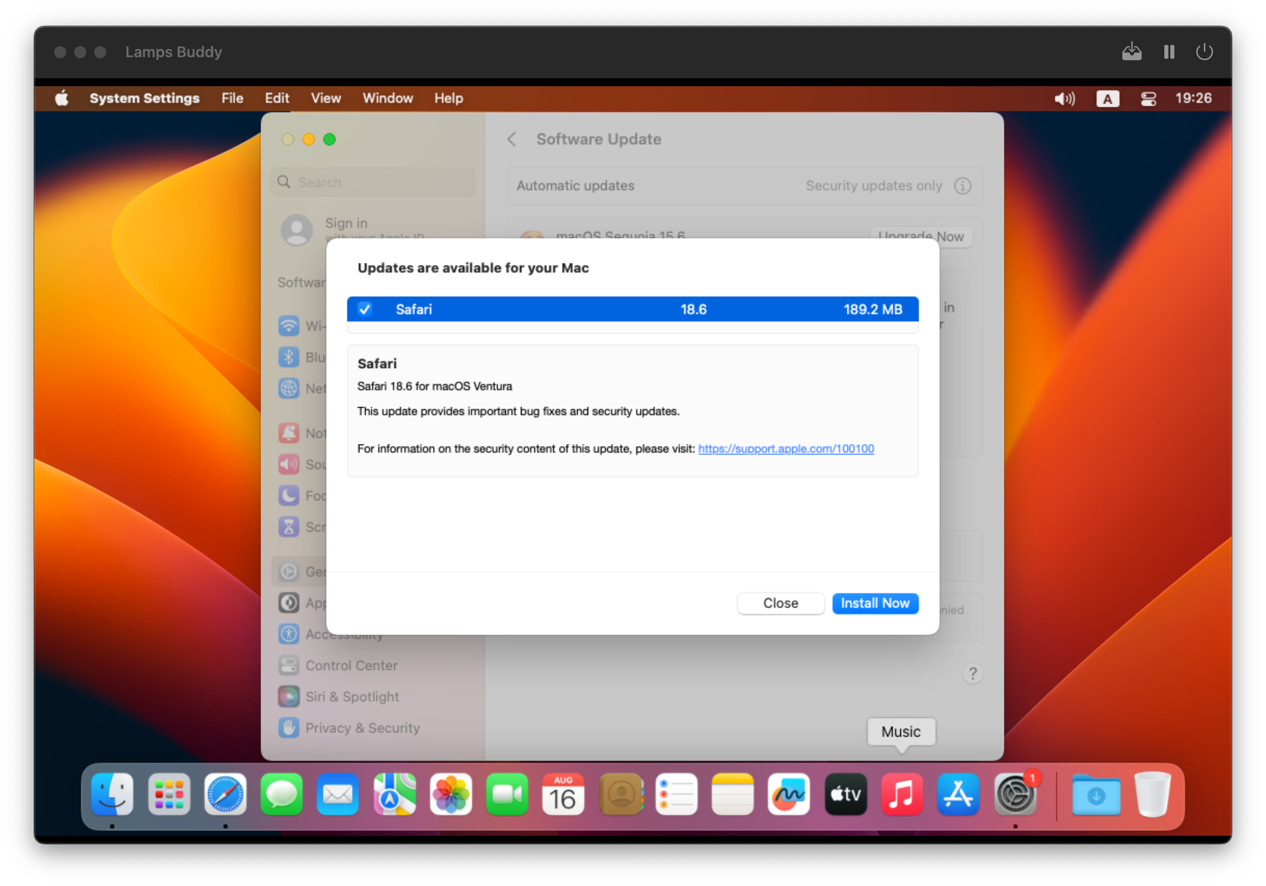 Lamps Buddy
System Settings File Edit View Window Help A 19:26
Software Update
Search
Automatic updates Security updates only
Sign in
with your Apple ID
macOS Sequoia 15.6 Upgrade Now
Updates are available for your Mac
Softwar
Safari 18.6 189.2 MB
in
r
Wi-
Blu
Net
Not
Sou
Foc
Scr
Ger
App
Accessibility
Control Center
Siri & Spotlight
Privacy & Security
Safari
Safari 18.6 for macOS Ventura
This update provides important bug fixes and security updates.
For information on the security content of this update, please visit: https://support.apple.com/100100
Close Install Now
nied
?
Music
AUG
16
tv
1